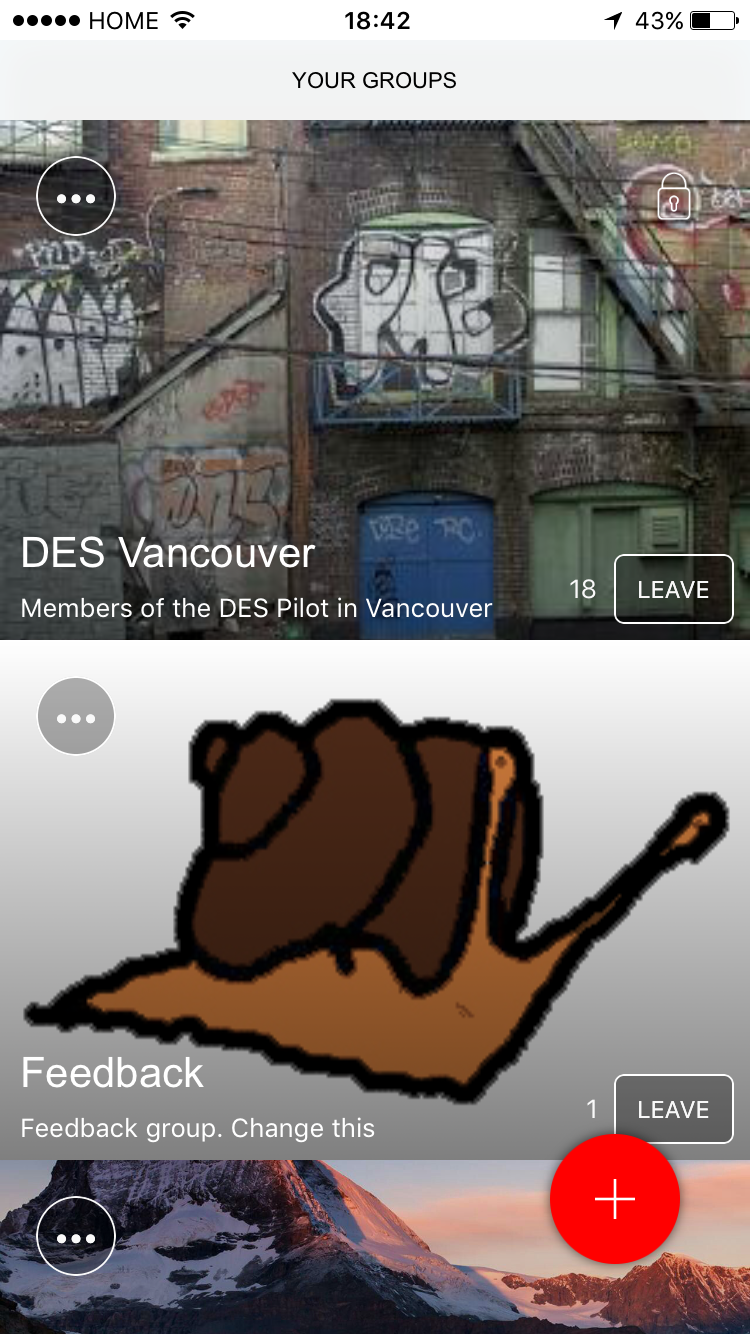 HOME 18:42 43%
YOUR GROUPS
DES Vancouver
Members of the DES Pilot in Vancouver
18 LEAVE
Feedback
Feedback group. Change this
1 LEAVE